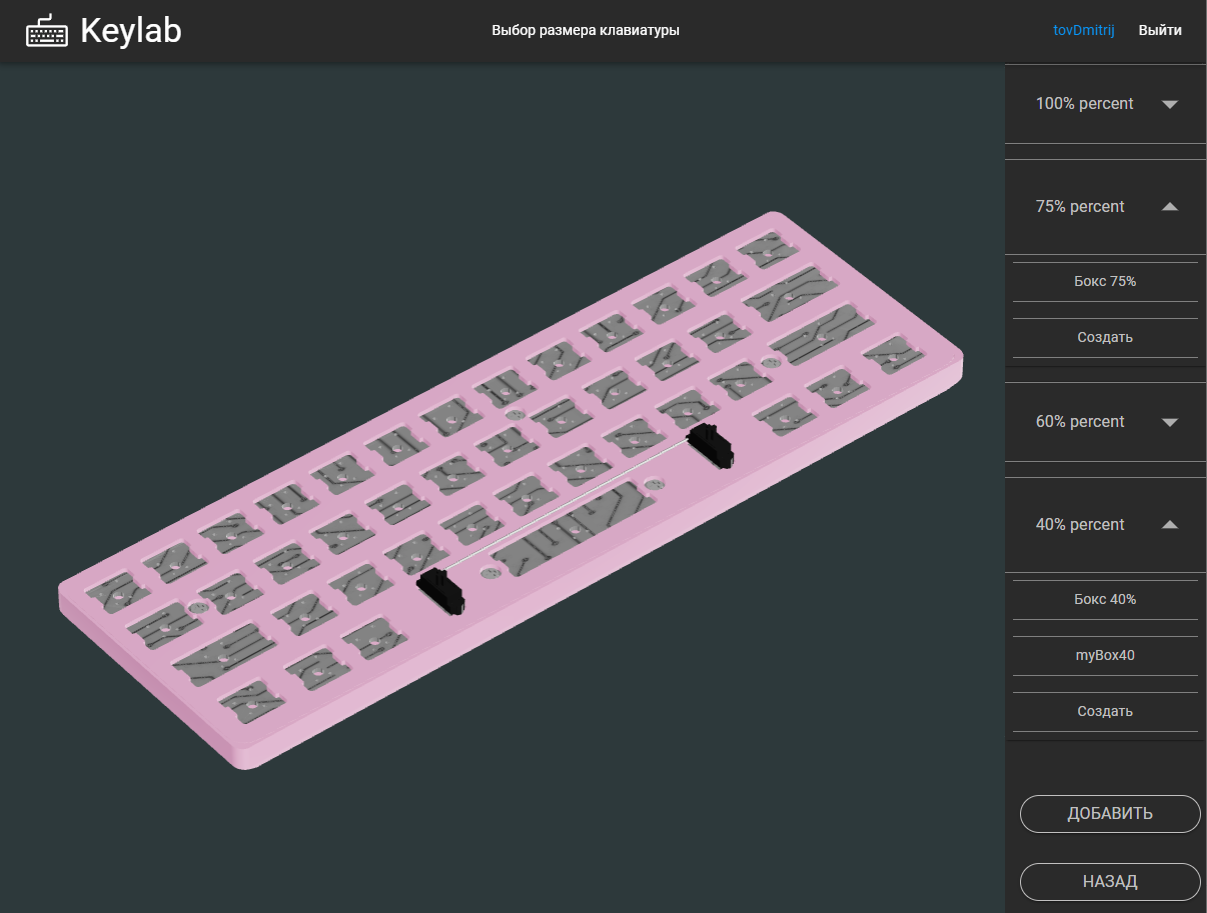 Keylab
Выбор размера клавиатуры
tovDmitrij
Выйти
100% percent
75% percent
Бокс 75%
Создать
60% percent
40% percent
Бокс 40%
myBox40
Создать
ДОБАВИТЬ
НАЗАД